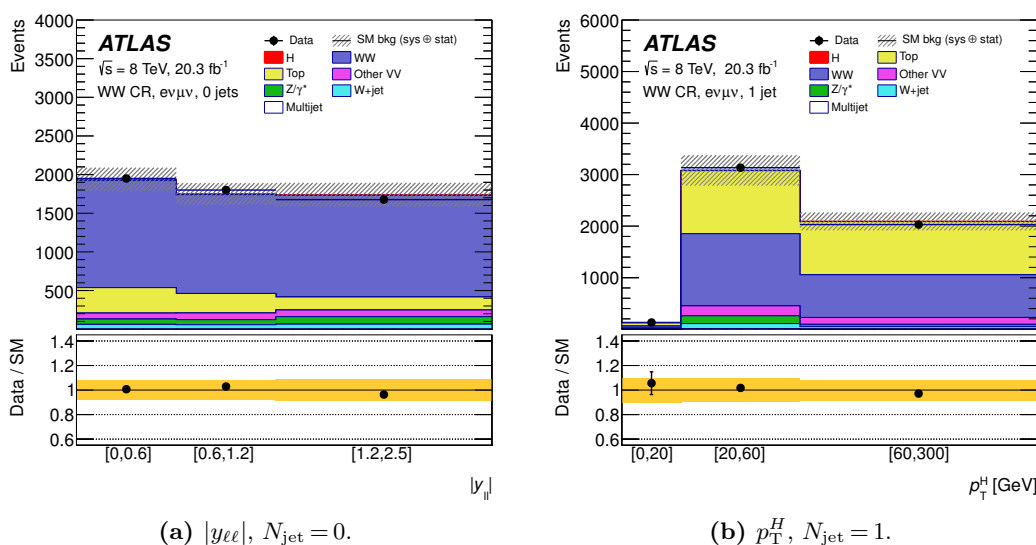 Events
4000
3500
3000
2500
2000
1500
1000
500
ATLAS
√s = 8 TeV, 20.3 fb⁻¹
WW CR, eνμν, 0 jets
Data
SM bkg (sys ⊕ stat)
H
WW
Top
Other VV
Z/γ*
W+jet
Multijet
Data / SM
1.4
1.2
1
0.8
0.6
[0,0.6]
[0.6,1.2]
[1.2,2.5]
|y_ll|
(a) |y_ℓℓ|, N_jet = 0.
Events
6000
5000
4000
3000
2000
1000
ATLAS
√s = 8 TeV, 20.3 fb⁻¹
WW CR, eνμν, 1 jet
Data
SM bkg (sys ⊕ stat)
H
WW
Top
Other VV
Z/γ*
W+jet
Multijet
Data / SM
1.4
1.2
1
0.8
0.6
[0,20]
[20,60]
[60,300]
p_T^H [GeV]
(b) p_T^H, N_jet = 1.